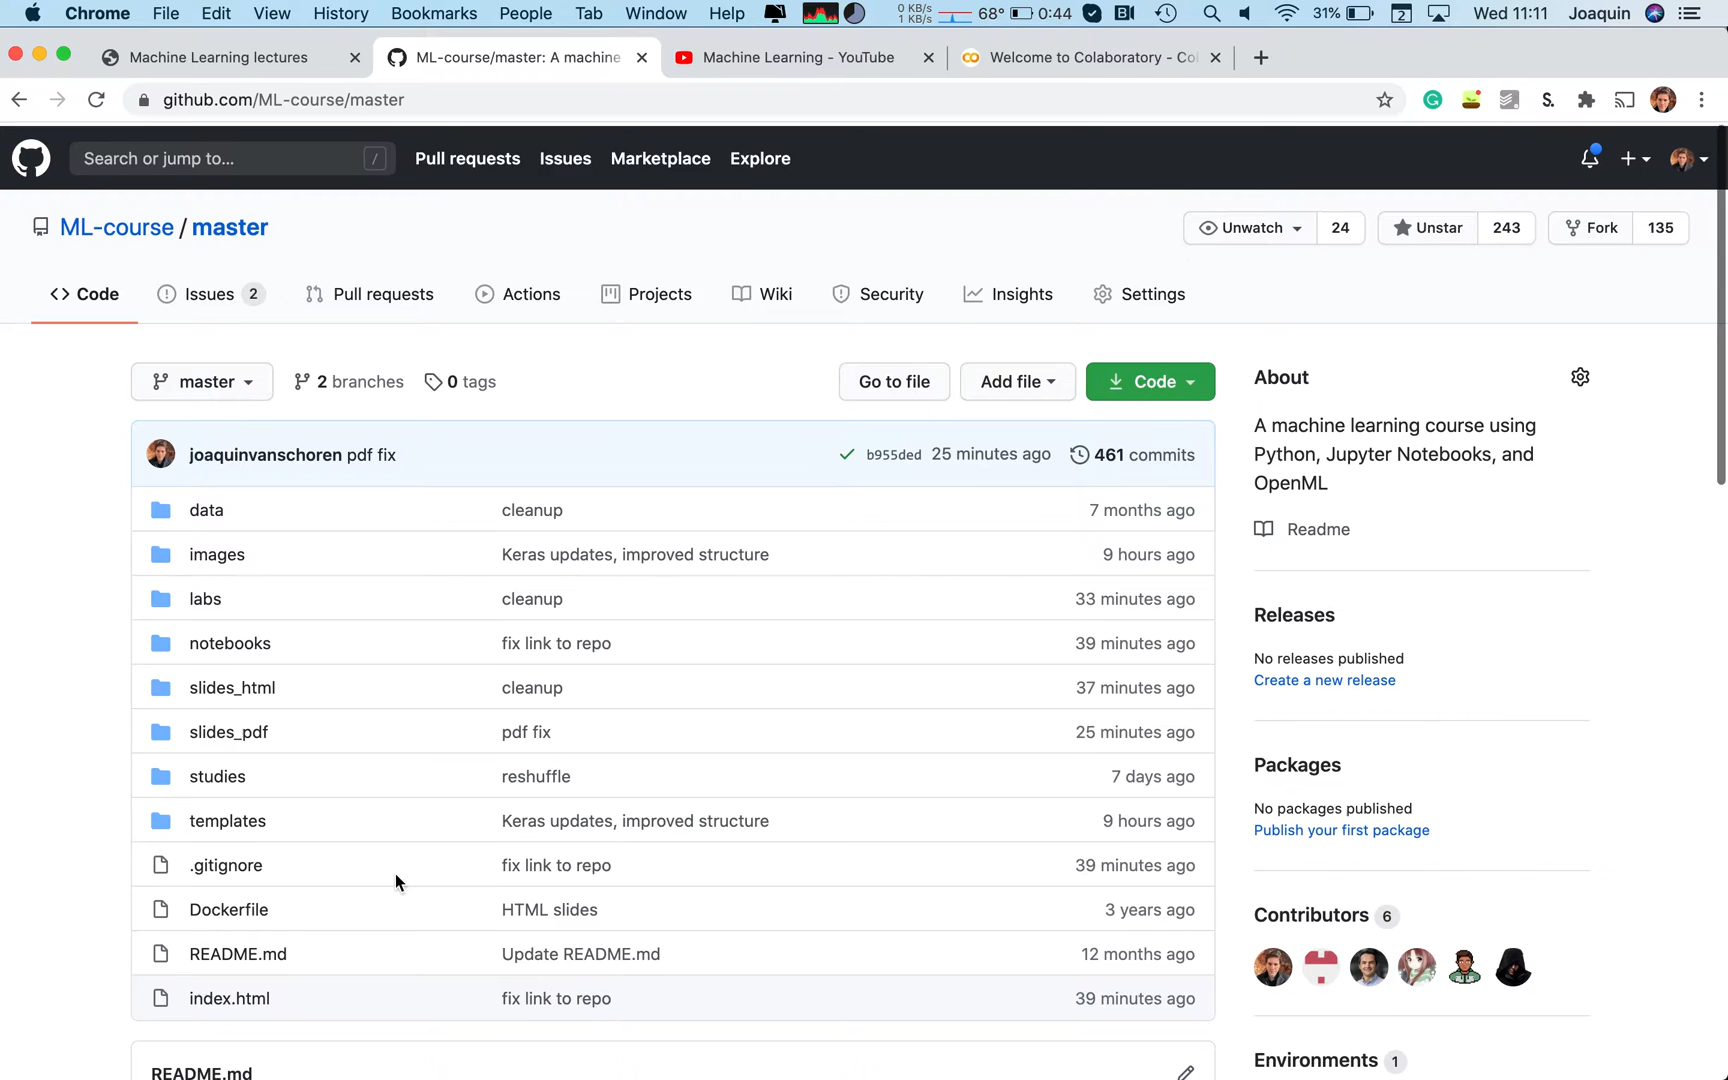 Chrome File Edit View History Bookmarks People Tab Window Help 0 KB/s 1 KB/s 68° 0:44 31% 2 Wed 11:11 Joaquin
Machine Learning lectures
ML-course/master: A machine
Machine Learning - YouTube
CO Welcome to Colaboratory - Col
github.com/ML-course/master
S.
Search or jump to... / Pull requests Issues Marketplace Explore
ML-course / master
Unwatch 24 Unstar 243 Fork 135
Code Issues 2 Pull requests Actions Projects Wiki Security Insights Settings
master 2 branches 0 tags Go to file Add file Code
joaquinvanschoren pdf fix b955ded 25 minutes ago 461 commits
data cleanup 7 months ago
images Keras updates, improved structure 9 hours ago
labs cleanup 33 minutes ago
notebooks fix link to repo 39 minutes ago
slides_html cleanup 37 minutes ago
slides_pdf pdf fix 25 minutes ago
studies reshuffle 7 days ago
templates Keras updates, improved structure 9 hours ago
.gitignore fix link to repo 39 minutes ago
Dockerfile HTML slides 3 years ago
README.md Update README.md 12 months ago
index.html fix link to repo 39 minutes ago
README.md
About
A machine learning course using
Python, Jupyter Notebooks, and
OpenML
Readme
Releases
No releases published
Create a new release
Packages
No packages published
Publish your first package
Contributors 6
Environments 1